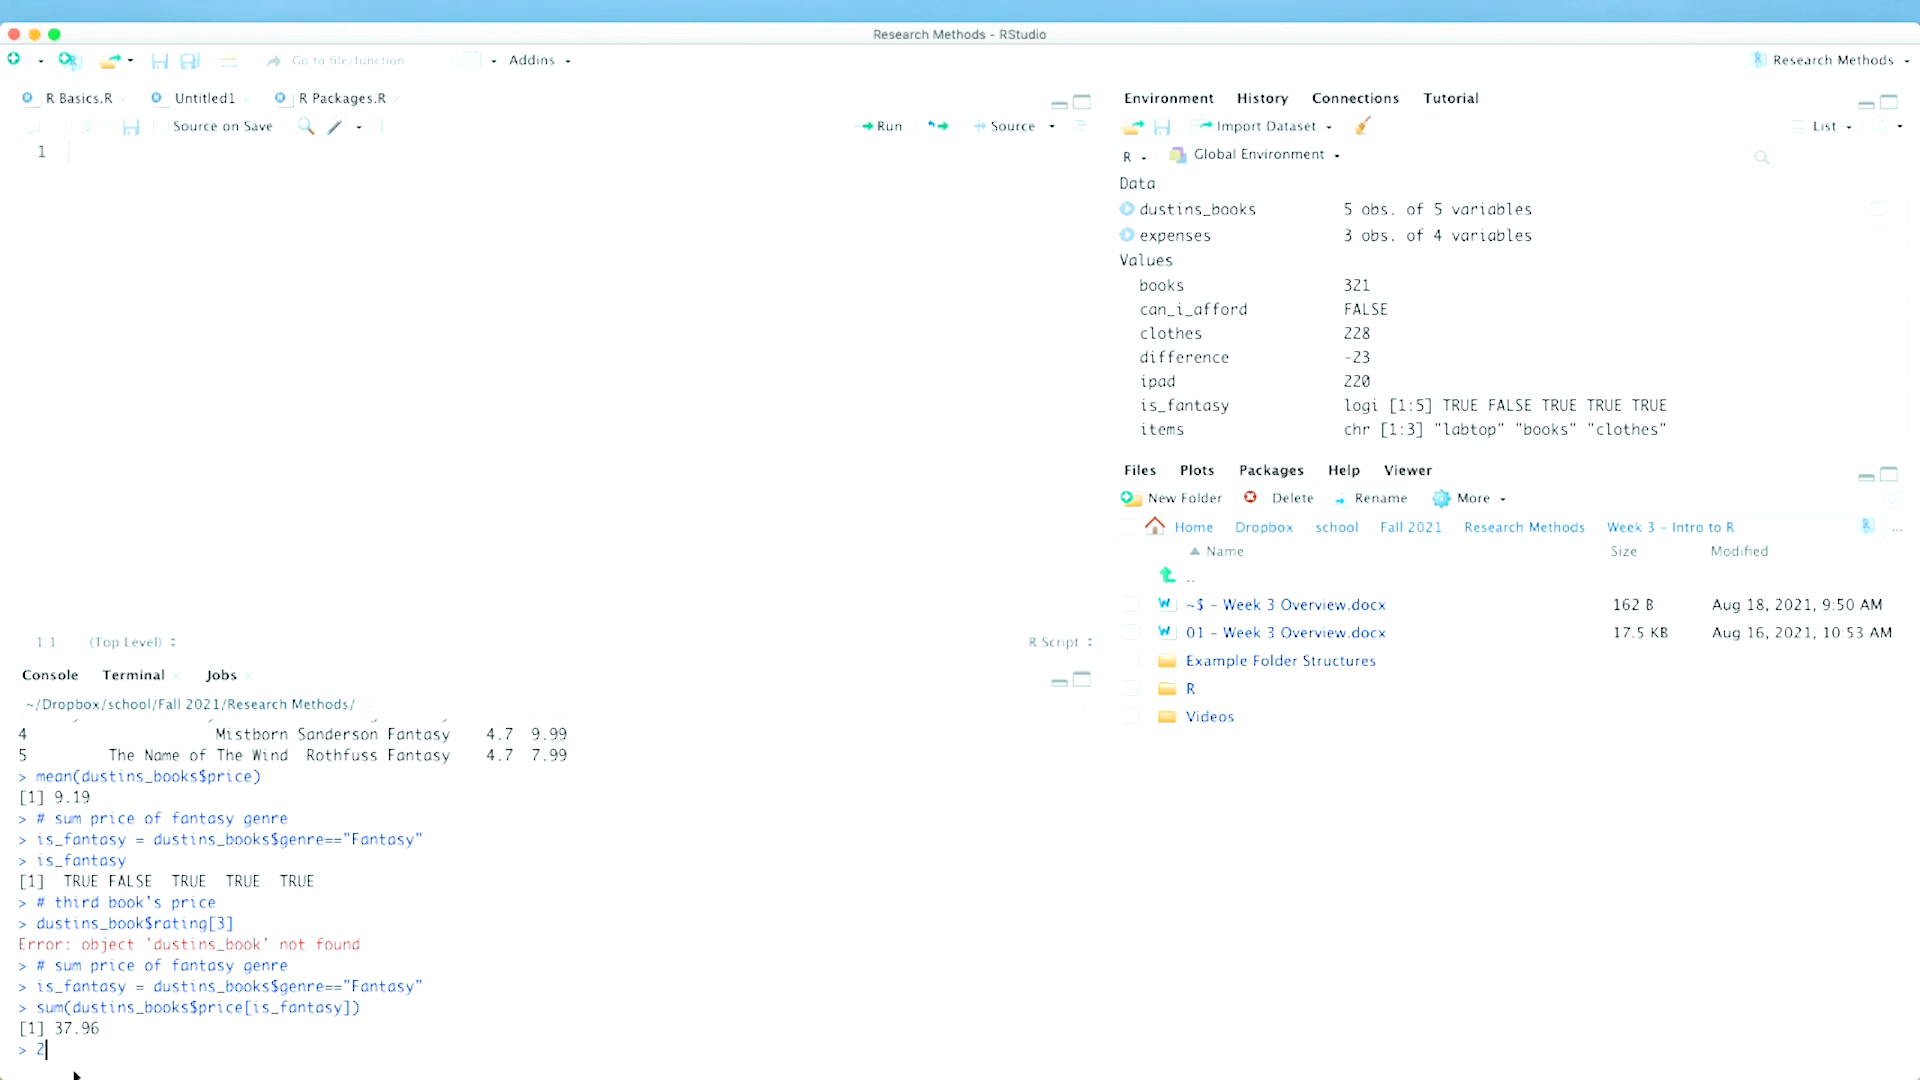 Research Methods - RStudio
Go to file/function
Addins
Research Methods
R Basics.R
Untitled1
R Packages.R
Source on Save
Run
Source
1
1:1
(Top Level)
R Script
Console
Terminal
Jobs
~/Dropbox/school/Fall 2021/Research Methods/
4 Mistborn Sanderson Fantasy 4.7 9.99
5 The Name of The Wind Rothfuss Fantasy 4.7 7.99
> mean(dustins_books$price)
[1] 9.19
> # sum price of fantasy genre
> is_fantasy = dustins_books$genre=="Fantasy"
> is_fantasy
[1] TRUE FALSE TRUE TRUE TRUE
> # third book's price
> dustins_book$rating[3]
Error: object 'dustins_book' not found
> # sum price of fantasy genre
> is_fantasy = dustins_books$genre=="Fantasy"
> sum(dustins_books$price[is_fantasy])
[1] 37.96
> 2
Environment
History
Connections
Tutorial
Import Dataset
List
R
Global Environment
Data
dustins_books 5 obs. of 5 variables
expenses 3 obs. of 4 variables
Values
books 321
can_i_afford FALSE
clothes 228
difference -23
ipad 220
is_fantasy logi [1:5] TRUE FALSE TRUE TRUE TRUE
items chr [1:3] "labtop" "books" "clothes"
Files
Plots
Packages
Help
Viewer
New Folder
Delete
Rename
More
Home
Dropbox
school
Fall 2021
Research Methods
Week 3 - Intro to R
...
Name
Size
Modified
..
~$ - Week 3 Overview.docx 162 B Aug 18, 2021, 9:50 AM
01 - Week 3 Overview.docx 17.5 KB Aug 16, 2021, 10:53 AM
Example Folder Structures
R
Videos